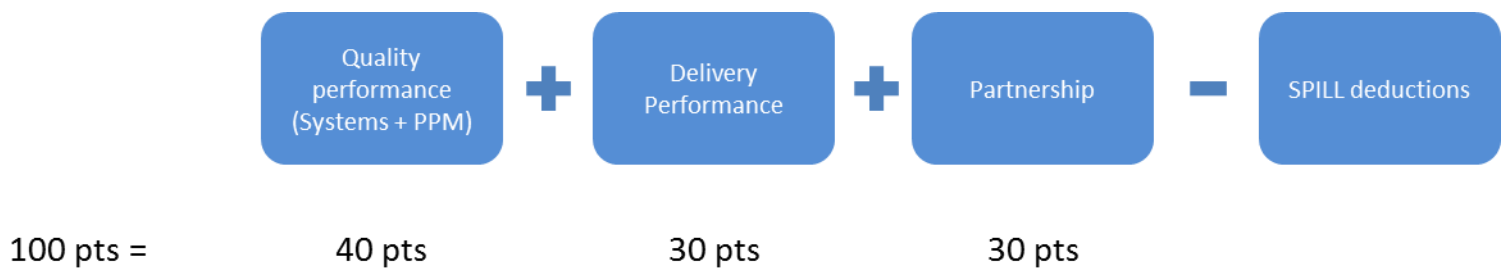 Quality
performance
(Systems + PPM)
Delivery
Performance
Partnership
SPILL deductions
100 pts =
40 pts
30 pts
30 pts